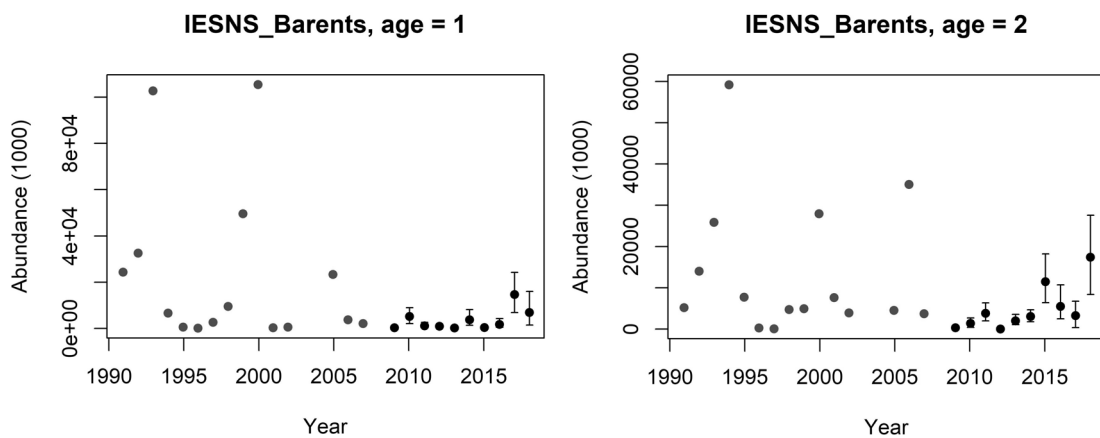 IESNS_Barents, age = 1
Abundance (1000)
8e+04
4e+04
0e+00
1990 1995 2000 2005 2010 2015
Year
IESNS_Barents, age = 2
Abundance (1000)
60000
40000
20000
0
1990 1995 2000 2005 2010 2015
Year